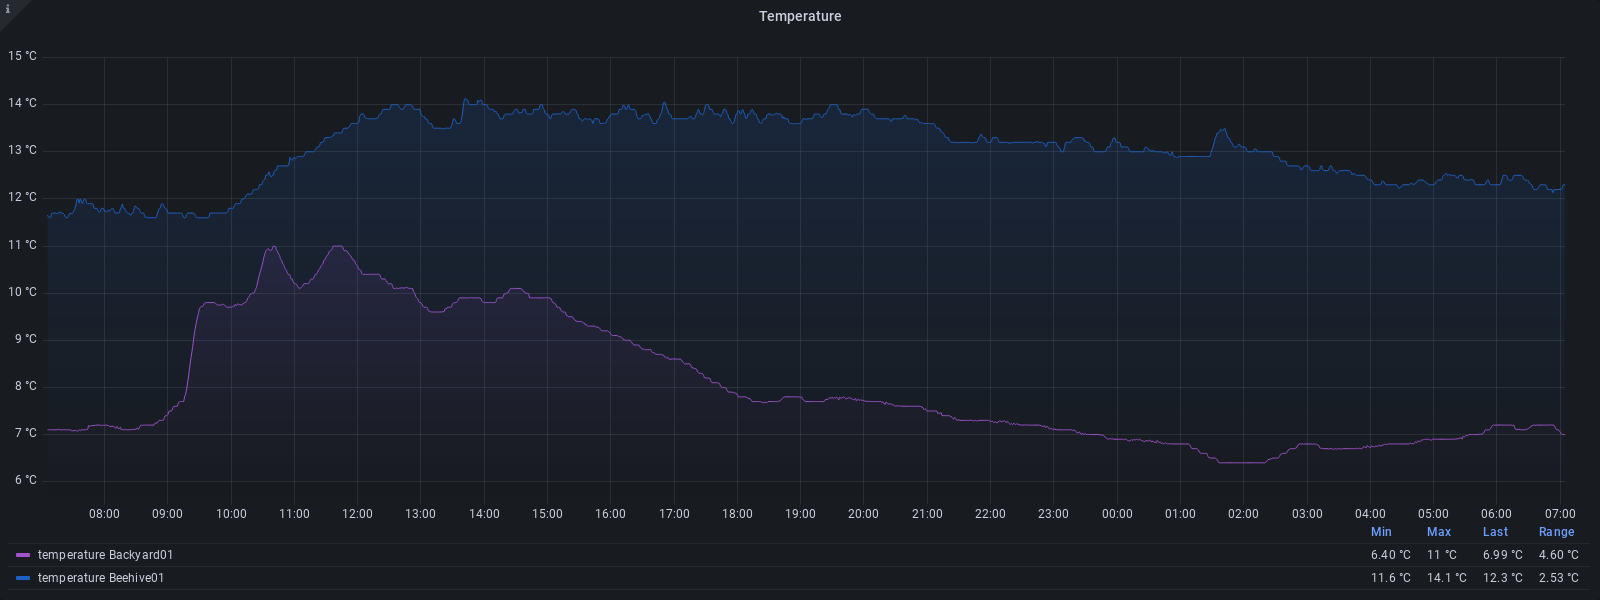 i
Temperature
15 °C
14 °C
13 °C
12 °C
11 °C
10 °C
9 °C
8 °C
7 °C
6 °C
08:00 09:00 10:00 11:00 12:00 13:00 14:00 15:00 16:00 17:00 18:00 19:00 20:00 21:00 22:00 23:00 00:00 01:00 02:00 03:00 04:00 05:00 06:00 07:00
Min Max Last Range
temperature Backyard01 6.40 °C 11 °C 6.99 °C 4.60 °C
temperature Beehive01 11.6 °C 14.1 °C 12.3 °C 2.53 °C